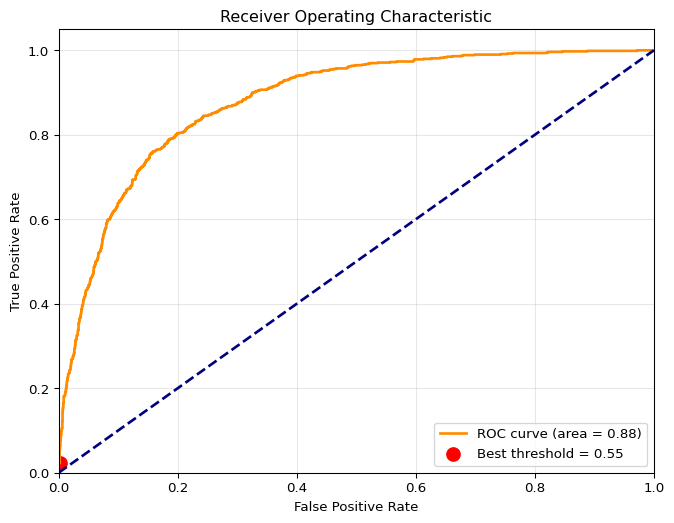 Receiver Operating Characteristic
True Positive Rate
1.0
0.8
0.6
0.4
0.2
0.0
ROC curve (area = 0.88)
Best threshold = 0.55
0.0 0.2 0.4 0.6 0.8 1.0
False Positive Rate